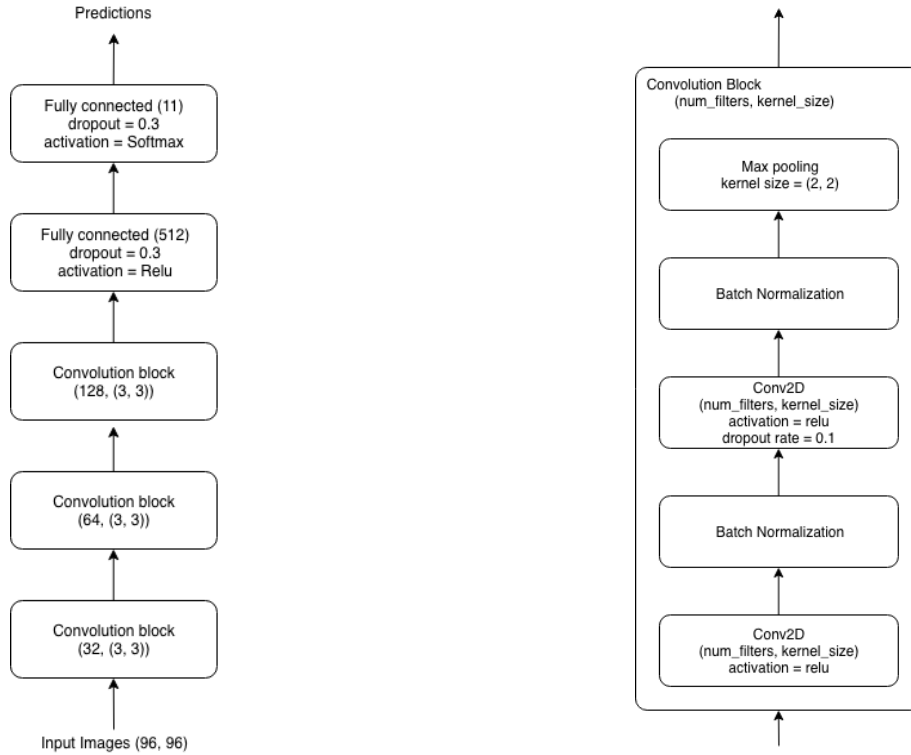 Predictions
Fully connected (11)
dropout = 0.3
activation = Softmax
Fully connected (512)
dropout = 0.3
activation = Relu
Convolution block
(128, (3, 3))
Convolution block
(64, (3, 3))
Convolution block
(32, (3, 3))
Input Images (96, 96)
Convolution Block
(num_filters, kernel_size)
Max pooling
kernel size = (2, 2)
Batch Normalization
Conv2D
(num_filters, kernel_size)
activation = relu
dropout rate = 0.1
Batch Normalization
Conv2D
(num_filters, kernel_size)
activation = relu